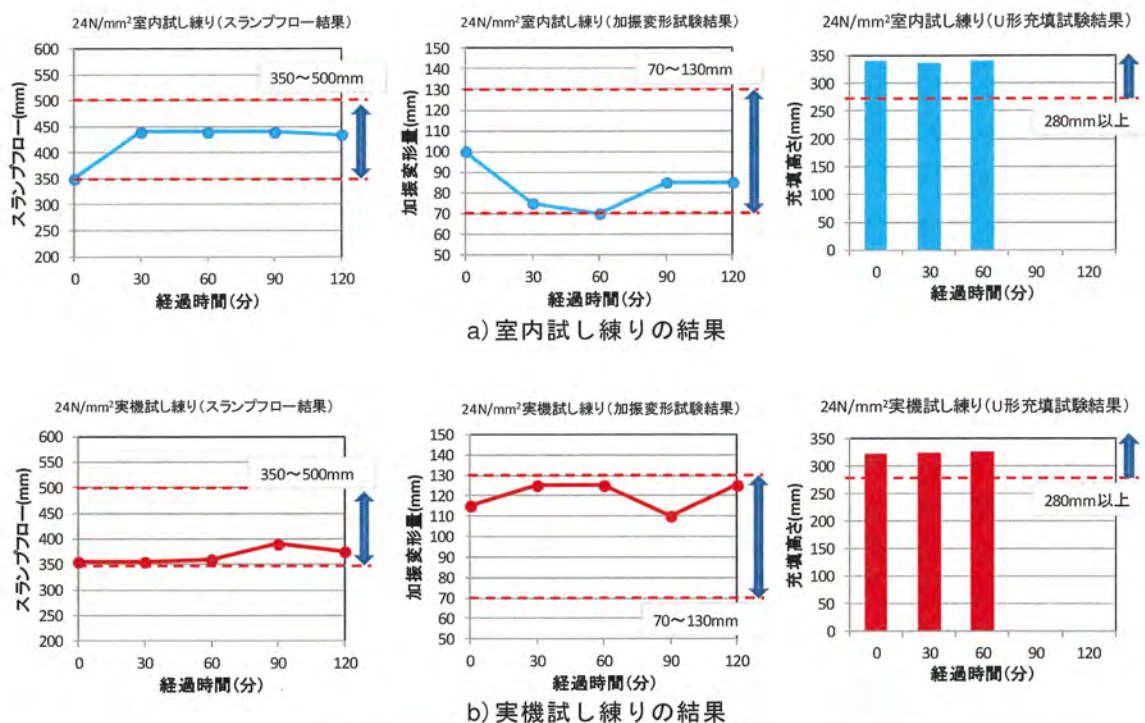 24N/mm²室内試し練り(スランプフロー結果)
スランプフロー(mm)
600
550
500
450
400
350
300
250
200
350～500mm
0 30 60 90 120
経過時間(分)
24N/mm²室内試し練り(加振変形試験結果)
加振変形量(mm)
150
140
130
120
110
100
90
80
70
60
50
70～130mm
0 30 60 90 120
経過時間(分)
24N/mm²室内試し練り(U形充填試験結果)
充填高さ(mm)
350
300
250
200
150
100
50
0
280mm以上
0 30 60 90 120
経過時間(分)
a)室内試し練りの結果
24N/mm²実機試し練り(スランプフロー結果)
スランプフロー(mm)
600
550
500
450
400
350
300
250
200
350～500mm
0 30 60 90 120
経過時間(分)
24N/mm²実機試し練り(加振変形試験結果)
加振変形量(mm)
150
140
130
120
110
100
90
80
70
60
50
70～130mm
0 30 60 90 120
経過時間(分)
24N/mm²実機試し練り(U形充填試験結果)
充填高さ(mm)
350
300
250
200
150
100
50
0
280mm以上
0 30 60 90 120
経過時間(分)
b)実機試し練りの結果